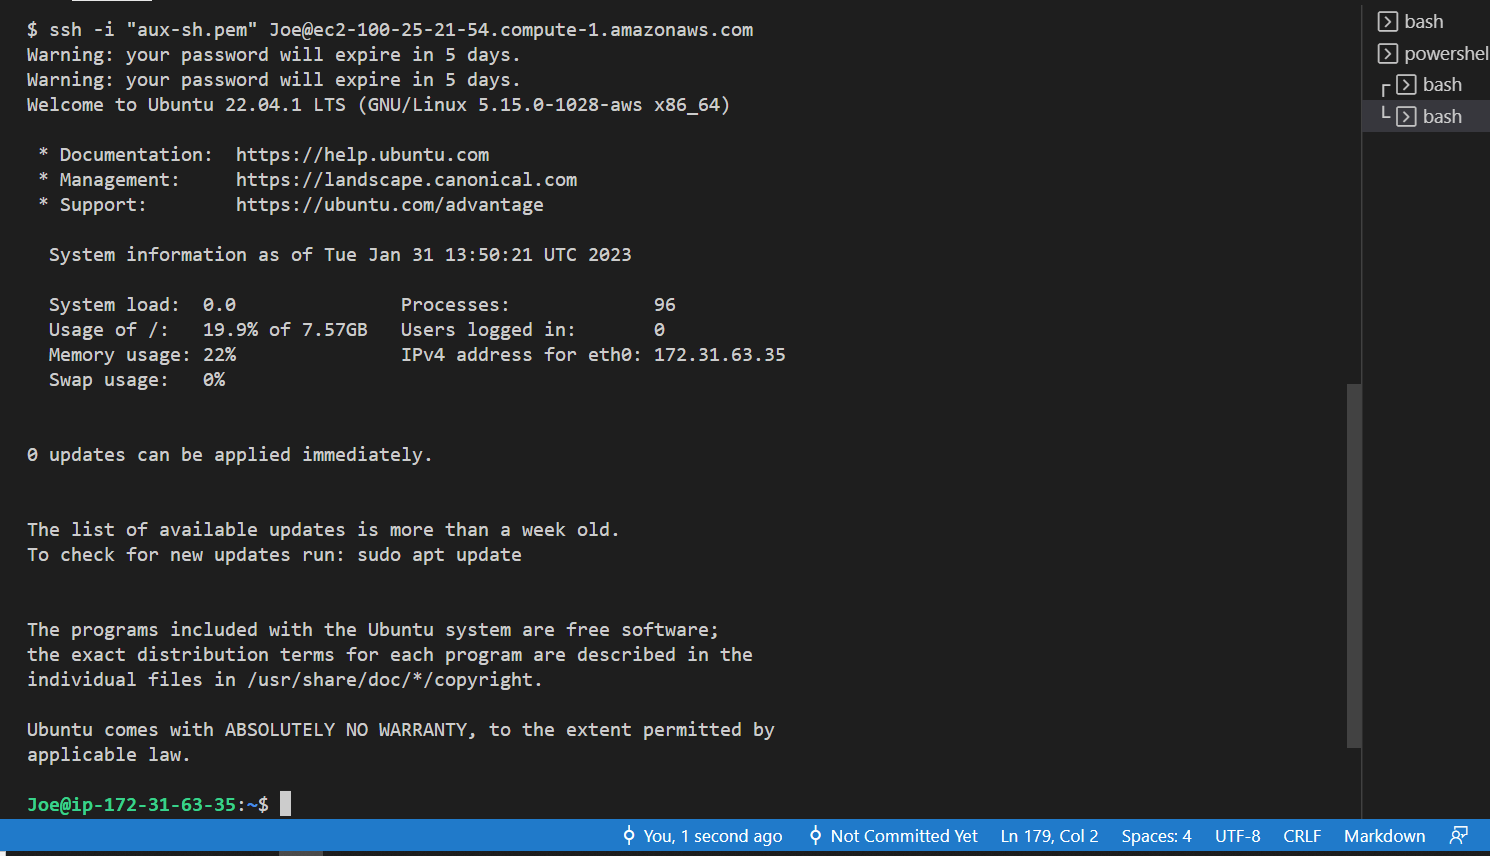 $ ssh -i "aux-sh.pem" Joe@ec2-100-25-21-54.compute-1.amazonaws.com
Warning: your password will expire in 5 days.
Warning: your password will expire in 5 days.
Welcome to Ubuntu 22.04.1 LTS (GNU/Linux 5.15.0-1028-aws x86_64)
* Documentation: https://help.ubuntu.com
* Management: https://landscape.canonical.com
* Support: https://ubuntu.com/advantage
System information as of Tue Jan 31 13:50:21 UTC 2023
System load: 0.0 Processes: 96
Usage of /: 19.9% of 7.57GB Users logged in: 0
Memory usage: 22% IPv4 address for eth0: 172.31.63.35
Swap usage: 0%
0 updates can be applied immediately.
The list of available updates is more than a week old.
To check for new updates run: sudo apt update
The programs included with the Ubuntu system are free software;
the exact distribution terms for each program are described in the
individual files in /usr/share/doc/*/copyright.
Ubuntu comes with ABSOLUTELY NO WARRANTY, to the extent permitted by
applicable law.
Joe@ip-172-31-63-35:~$
bash
powershel
bash
bash
You, 1 second ago Not Committed Yet Ln 179, Col 2 Spaces: 4 UTF-8 CRLF Markdown